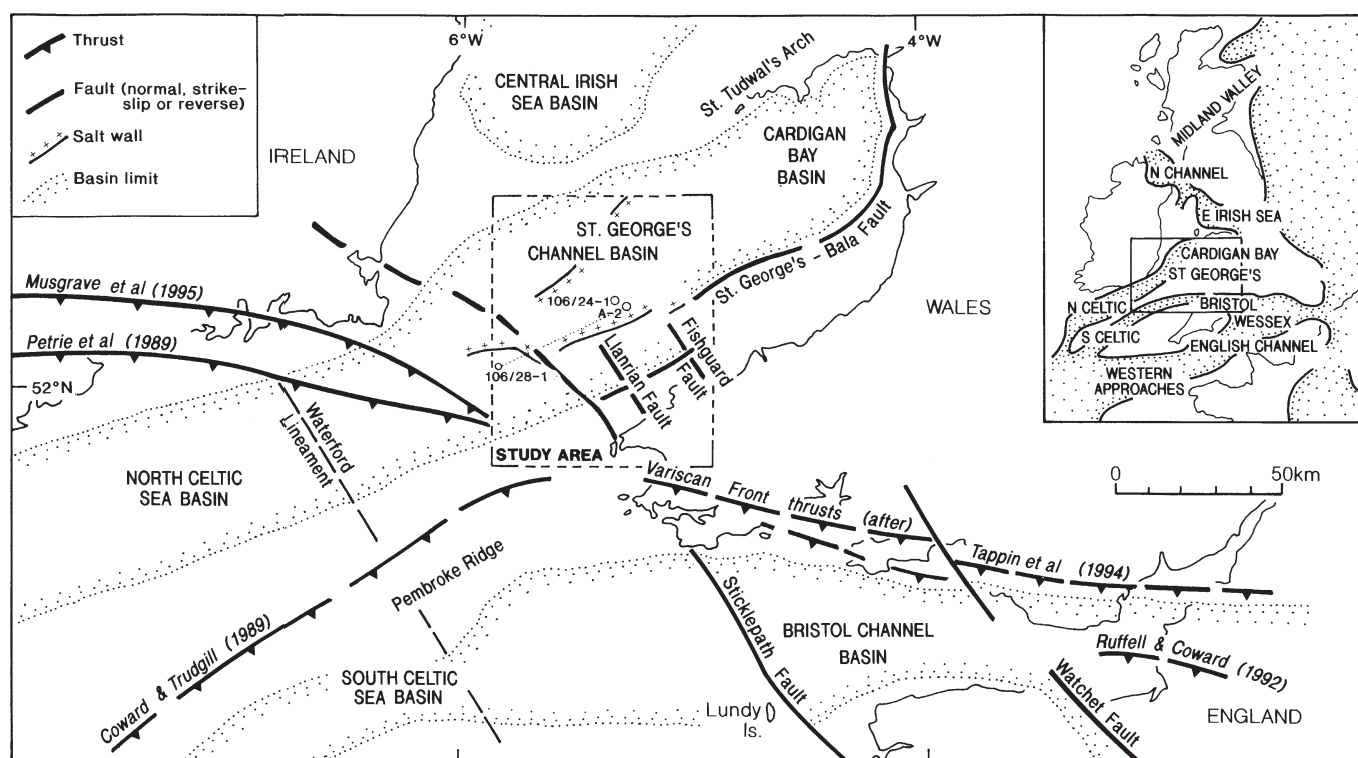 Thrust
Fault (normal, strike-
slip or reverse)
Salt wall
Basin limit
6°W
4°W
52°N
IRELAND
CENTRAL IRISH
SEA BASIN
St. Tudwal's Arch
CARDIGAN
BAY
BASIN
ST. GEORGE'S
CHANNEL BASIN
St. George's - Bala Fault
WALES
106/24-1
A-2
106/28-1
Llanrian Fault
Fishguard
Fault
STUDY AREA
Musgrave et al (1995)
Petrie et al (1989)
Waterford
Lineament
NORTH CELTIC
SEA BASIN
Variscan Front thrusts (after)
Tappin et al (1994)
Pembroke Ridge
Coward & Trudgill (1989)
SOUTH CELTIC
SEA BASIN
Sticklepath Fault
BRISTOL CHANNEL
BASIN
Lundy
Is.
Ruffell & Coward (1992)
Watchet Fault
ENGLAND
0 50km
MIDLAND VALLEY
N CHANNEL
E IRISH SEA
CARDIGAN BAY
ST GEORGE'S
N CELTIC
BRISTOL
S CELTIC
WESSEX
ENGLISH CHANNEL
WESTERN
APPROACHES